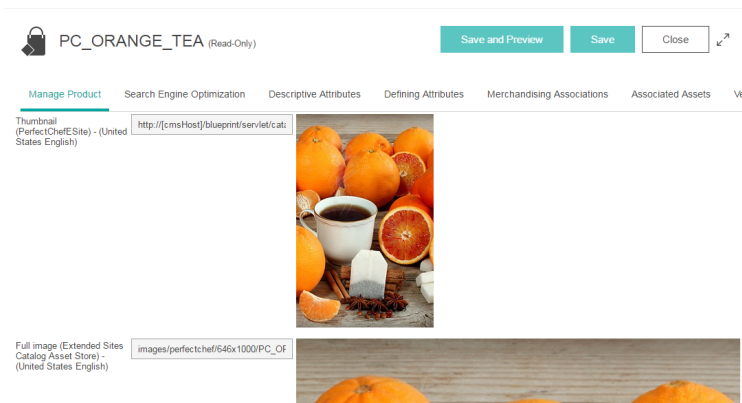 PC_ORANGE_TEA (Read-Only)
Save and Preview
Save
Close
Manage Product
Search Engine Optimization
Descriptive Attributes
Defining Attributes
Merchandising Associations
Associated Assets
Thumbnail
(PerfectChefESite) - (United
States English)
http://[cmsHost]/blueprint/servlet/cata
Full image (Extended Sites
Catalog Asset Store) -
(United States English)
images/perfectchef/646x1000/PC_OF